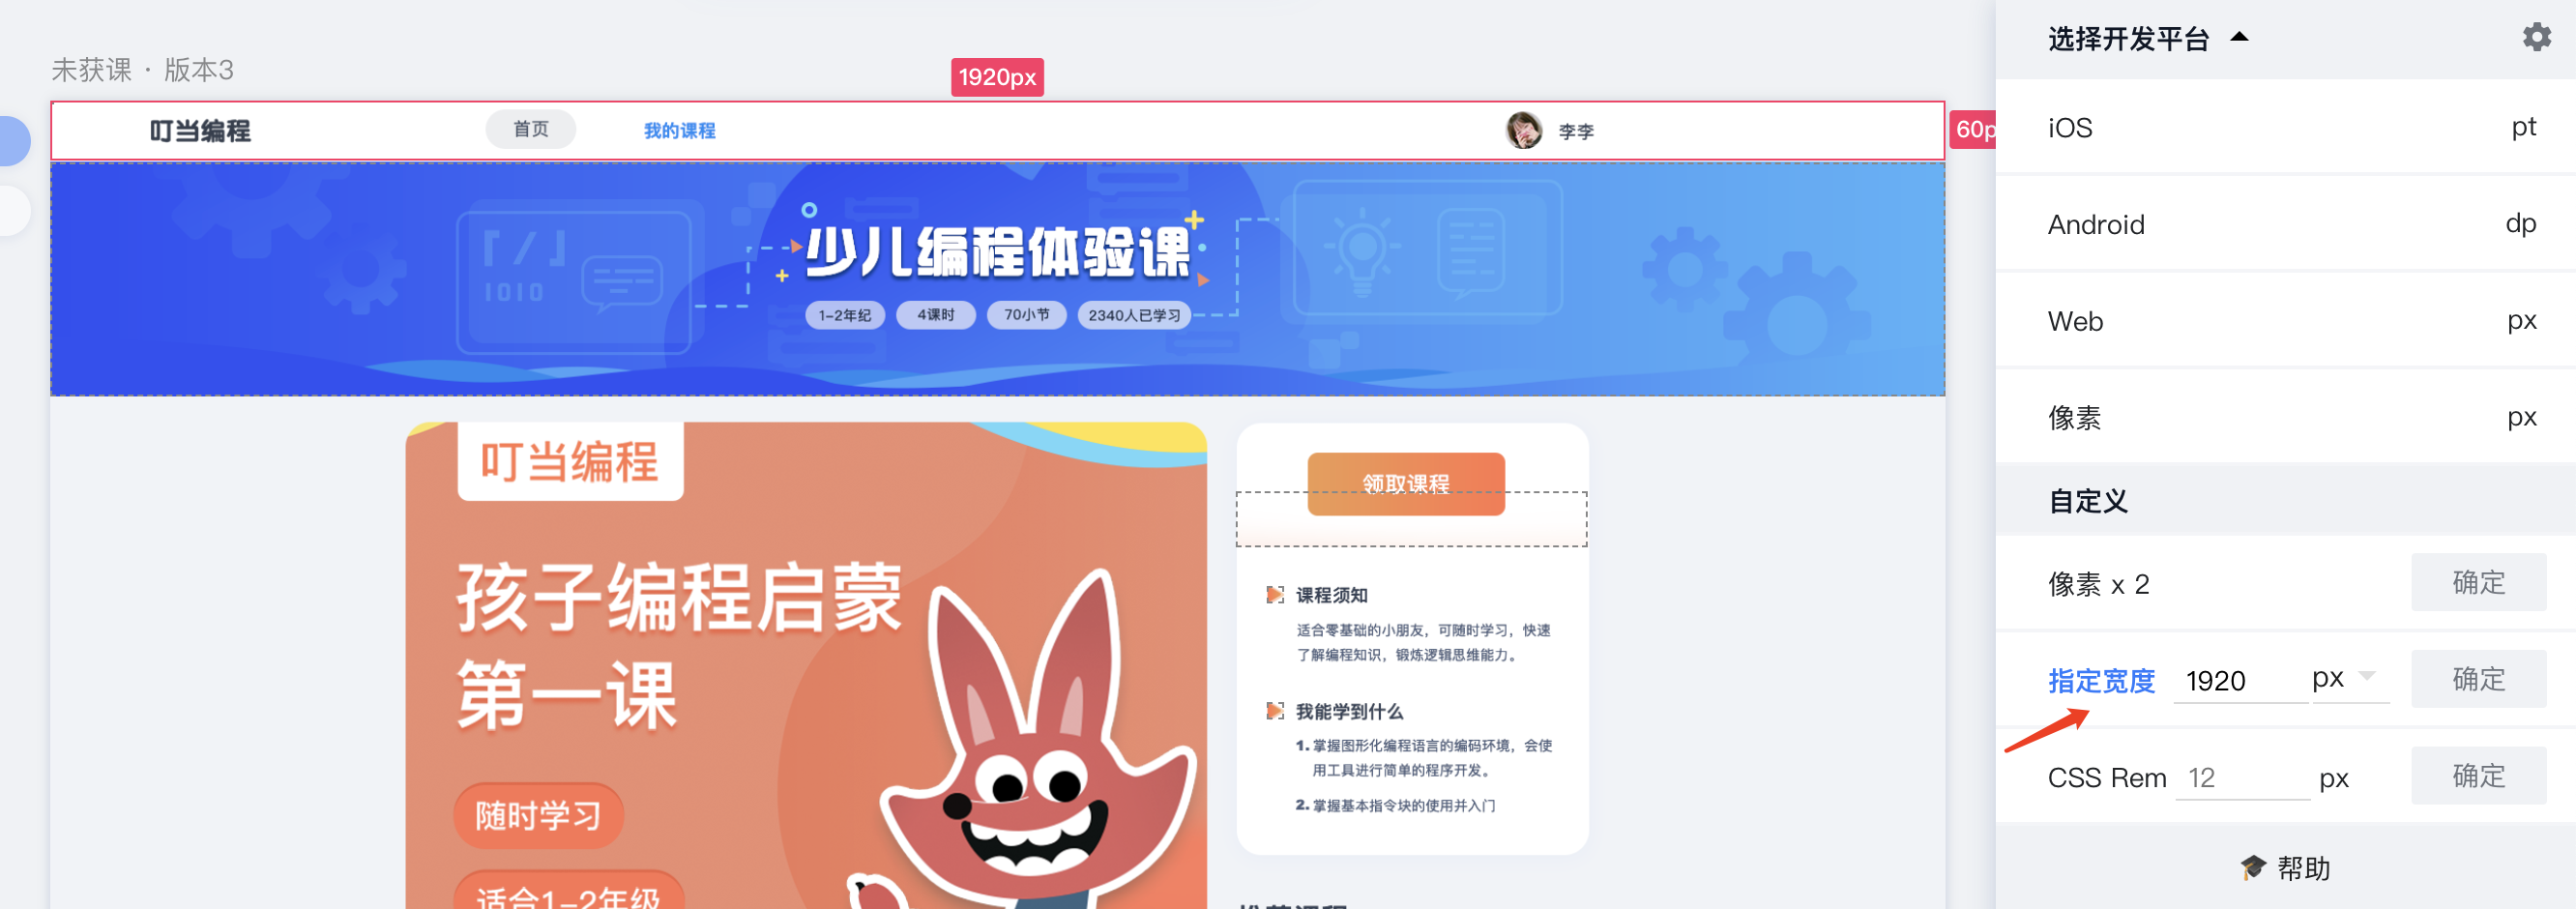 未获课 · 版本3
1920px
叮当编程
首页
我的课程
李李
少儿编程体验课
1-2年纪
4课时
70小节
2340人已学习
叮当编程
孩子编程启蒙
第一课
随时学习
适合1-2年级
领取课程
课程须知
适合零基础的小朋友，可随时学习，快速
了解编程知识，锻炼逻辑思维能力。
我能学到什么
1. 掌握图形化编程语言的编码环境，会使
用工具进行简单的程序开发。
2. 掌握基本指令块的使用并入门
选择开发平台
iOS pt
Android dp
Web px
像素 px
自定义
像素 x 2 确定
指定宽度 1920 px 确定
CSS Rem 12 px 确定
帮助